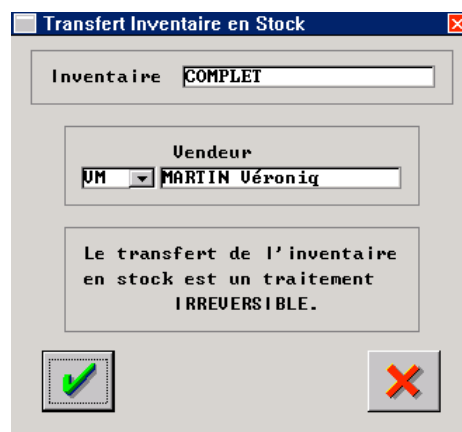 Transfert Inventaire en Stock
Inventaire COMPLET
Vendeur
VM MARTIN Véroniq
Le transfert de l'inventaire
en stock est un traitement
IRREVERSIBLE.